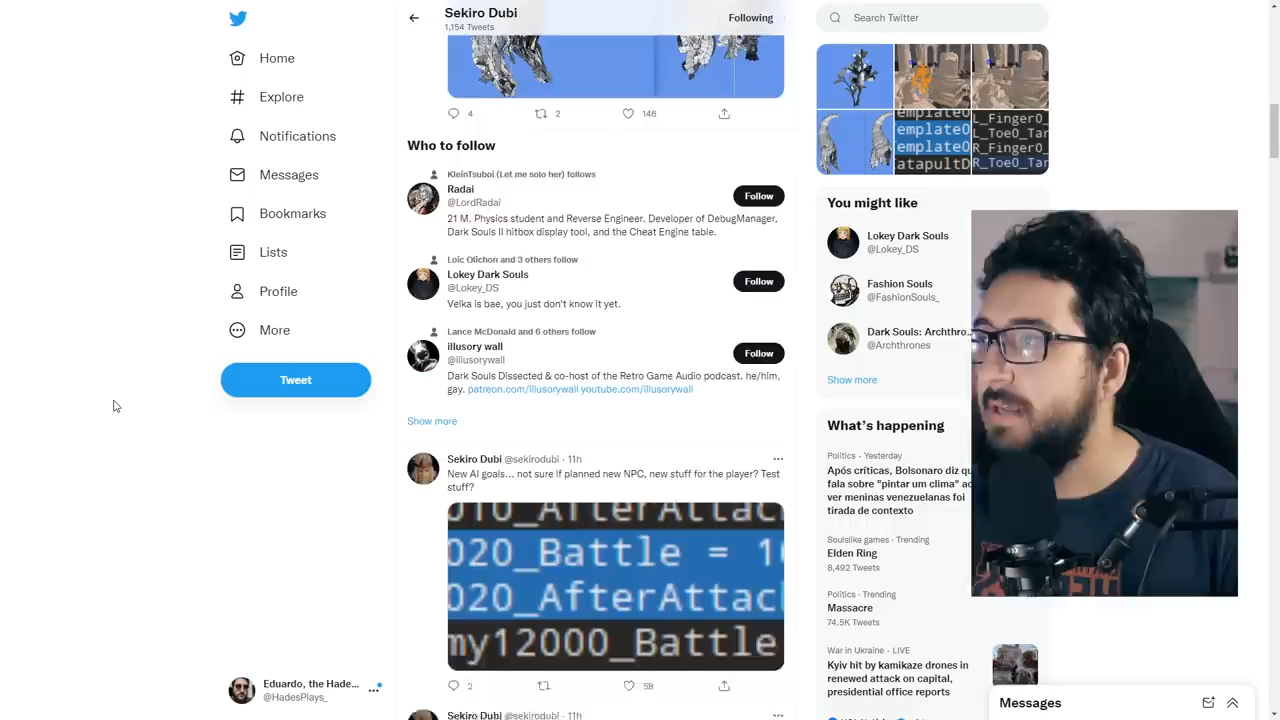 Home
Explore
Notifications
Messages
Bookmarks
Lists
Profile
More
Tweet
Eduardo, the Hade...
@HadesPlays_
Sekiro Dubi
1,154 Tweets
Following
4
2
146
Who to follow
KleinTsuboi (Let me solo her) follows
Radai
@LordRadai
Follow
21 M. Physics student and Reverse Engineer. Developer of DebugManager,
Dark Souls II hitbox display tool, and the Cheat Engine table.
Loïc Olichon and 3 others follow
Lokey Dark Souls
@Lokey_DS
Follow
Velka is bae, you just don't know it yet.
Lance McDonald and 6 others follow
illusory wall
@illusorywall
Follow
Dark Souls Dissected & co-host of the Retro Game Audio podcast. he/him,
gay. patreon.com/illusorywall youtube.com/illusorywall
Show more
Sekiro Dubi @sekirodubi · 11h
New AI goals... not sure if planned new NPC, new stuff for the player? Test
stuff?
010_AfterAttac
020_Battle = 1
020_AfterAttac
my12000_Battle
2
59
Sekiro Dubi @sekirodubi · 11h
Search Twitter
emplate0
emplate0
emplate0
atapultD
L_Finger0_
L_Toe0_Tar
R_Finger0_
R_Toe0_Tar
You might like
Lokey Dark Souls
@Lokey_DS
Fashion Souls
@FashionSouls_
Dark Souls: Archthro...
@Archthrones
Show more
What's happening
Politics · Yesterday
Após críticas, Bolsonaro diz qu
fala sobre "pintar um clima" ao
ver meninas venezuelanas foi
tirada de contexto
Soulslike games · Trending
Elden Ring
8,492 Tweets
Politics · Trending
Massacre
74.5K Tweets
War in Ukraine · LIVE
Kyiv hit by kamikaze drones in
renewed attack on capital,
presidential office reports
Messages